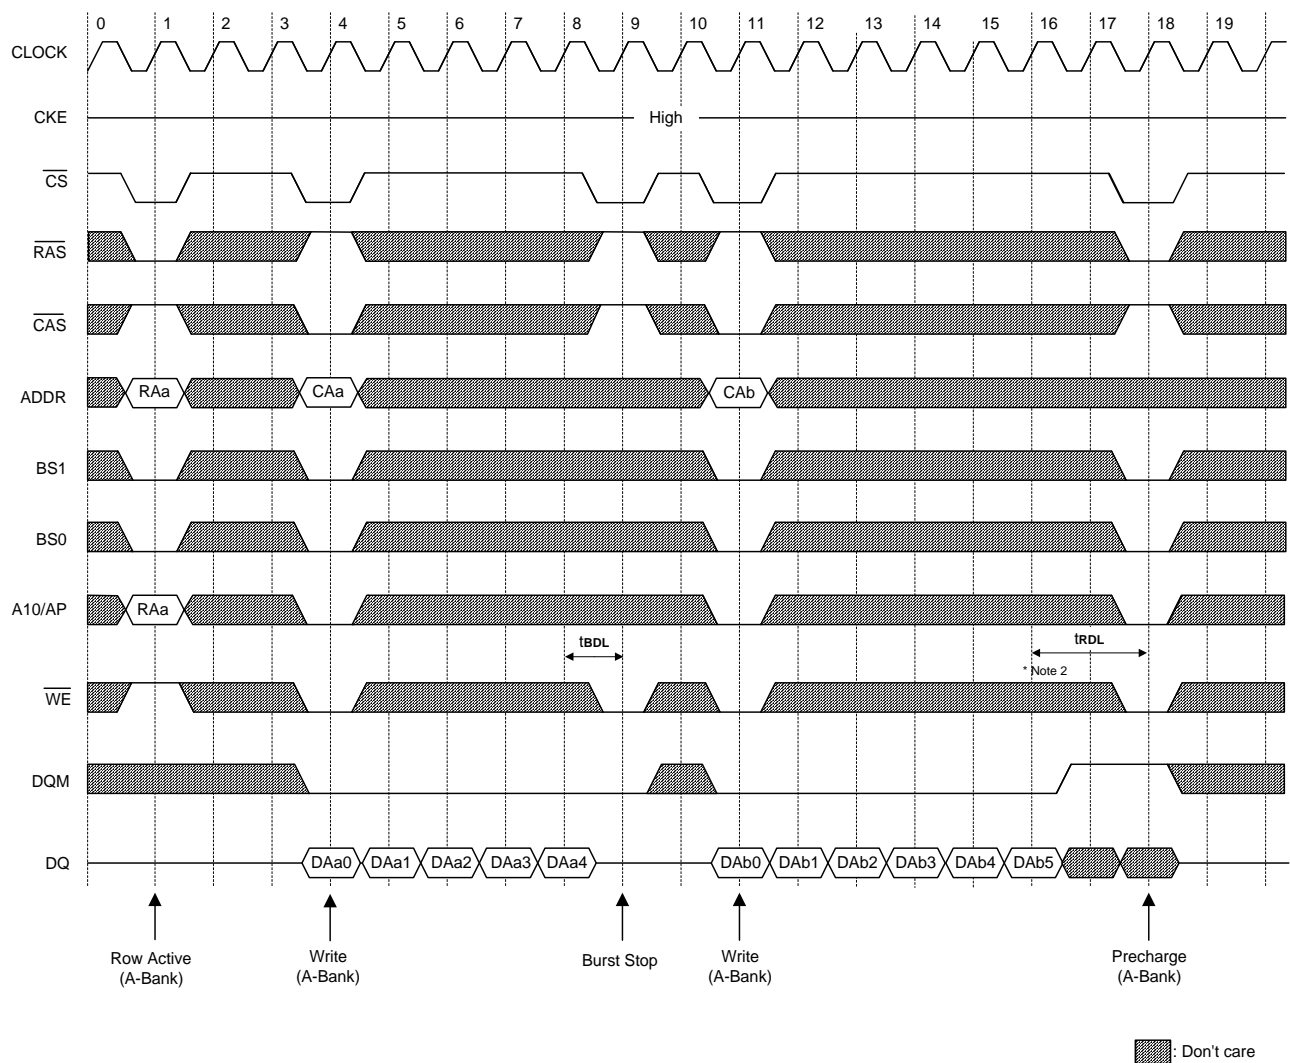 0 1 2 3 4 5 6 7 8 9 10 11 12 13 14 15 16 17 18 19
CLOCK
CKE High
CS
RAS
CAS
ADDR RAa CAa CAb
BS1
BS0
A10/AP RAa
tBDL tRDL
* Note 2
WE
DQM
DQ DAa0 DAa1 DAa2 DAa3 DAa4 DAb0 DAb1 DAb2 DAb3 DAb4 DAb5
Row Active Write Burst Stop Write Precharge
(A-Bank) (A-Bank) (A-Bank) (A-Bank)
: Don't care